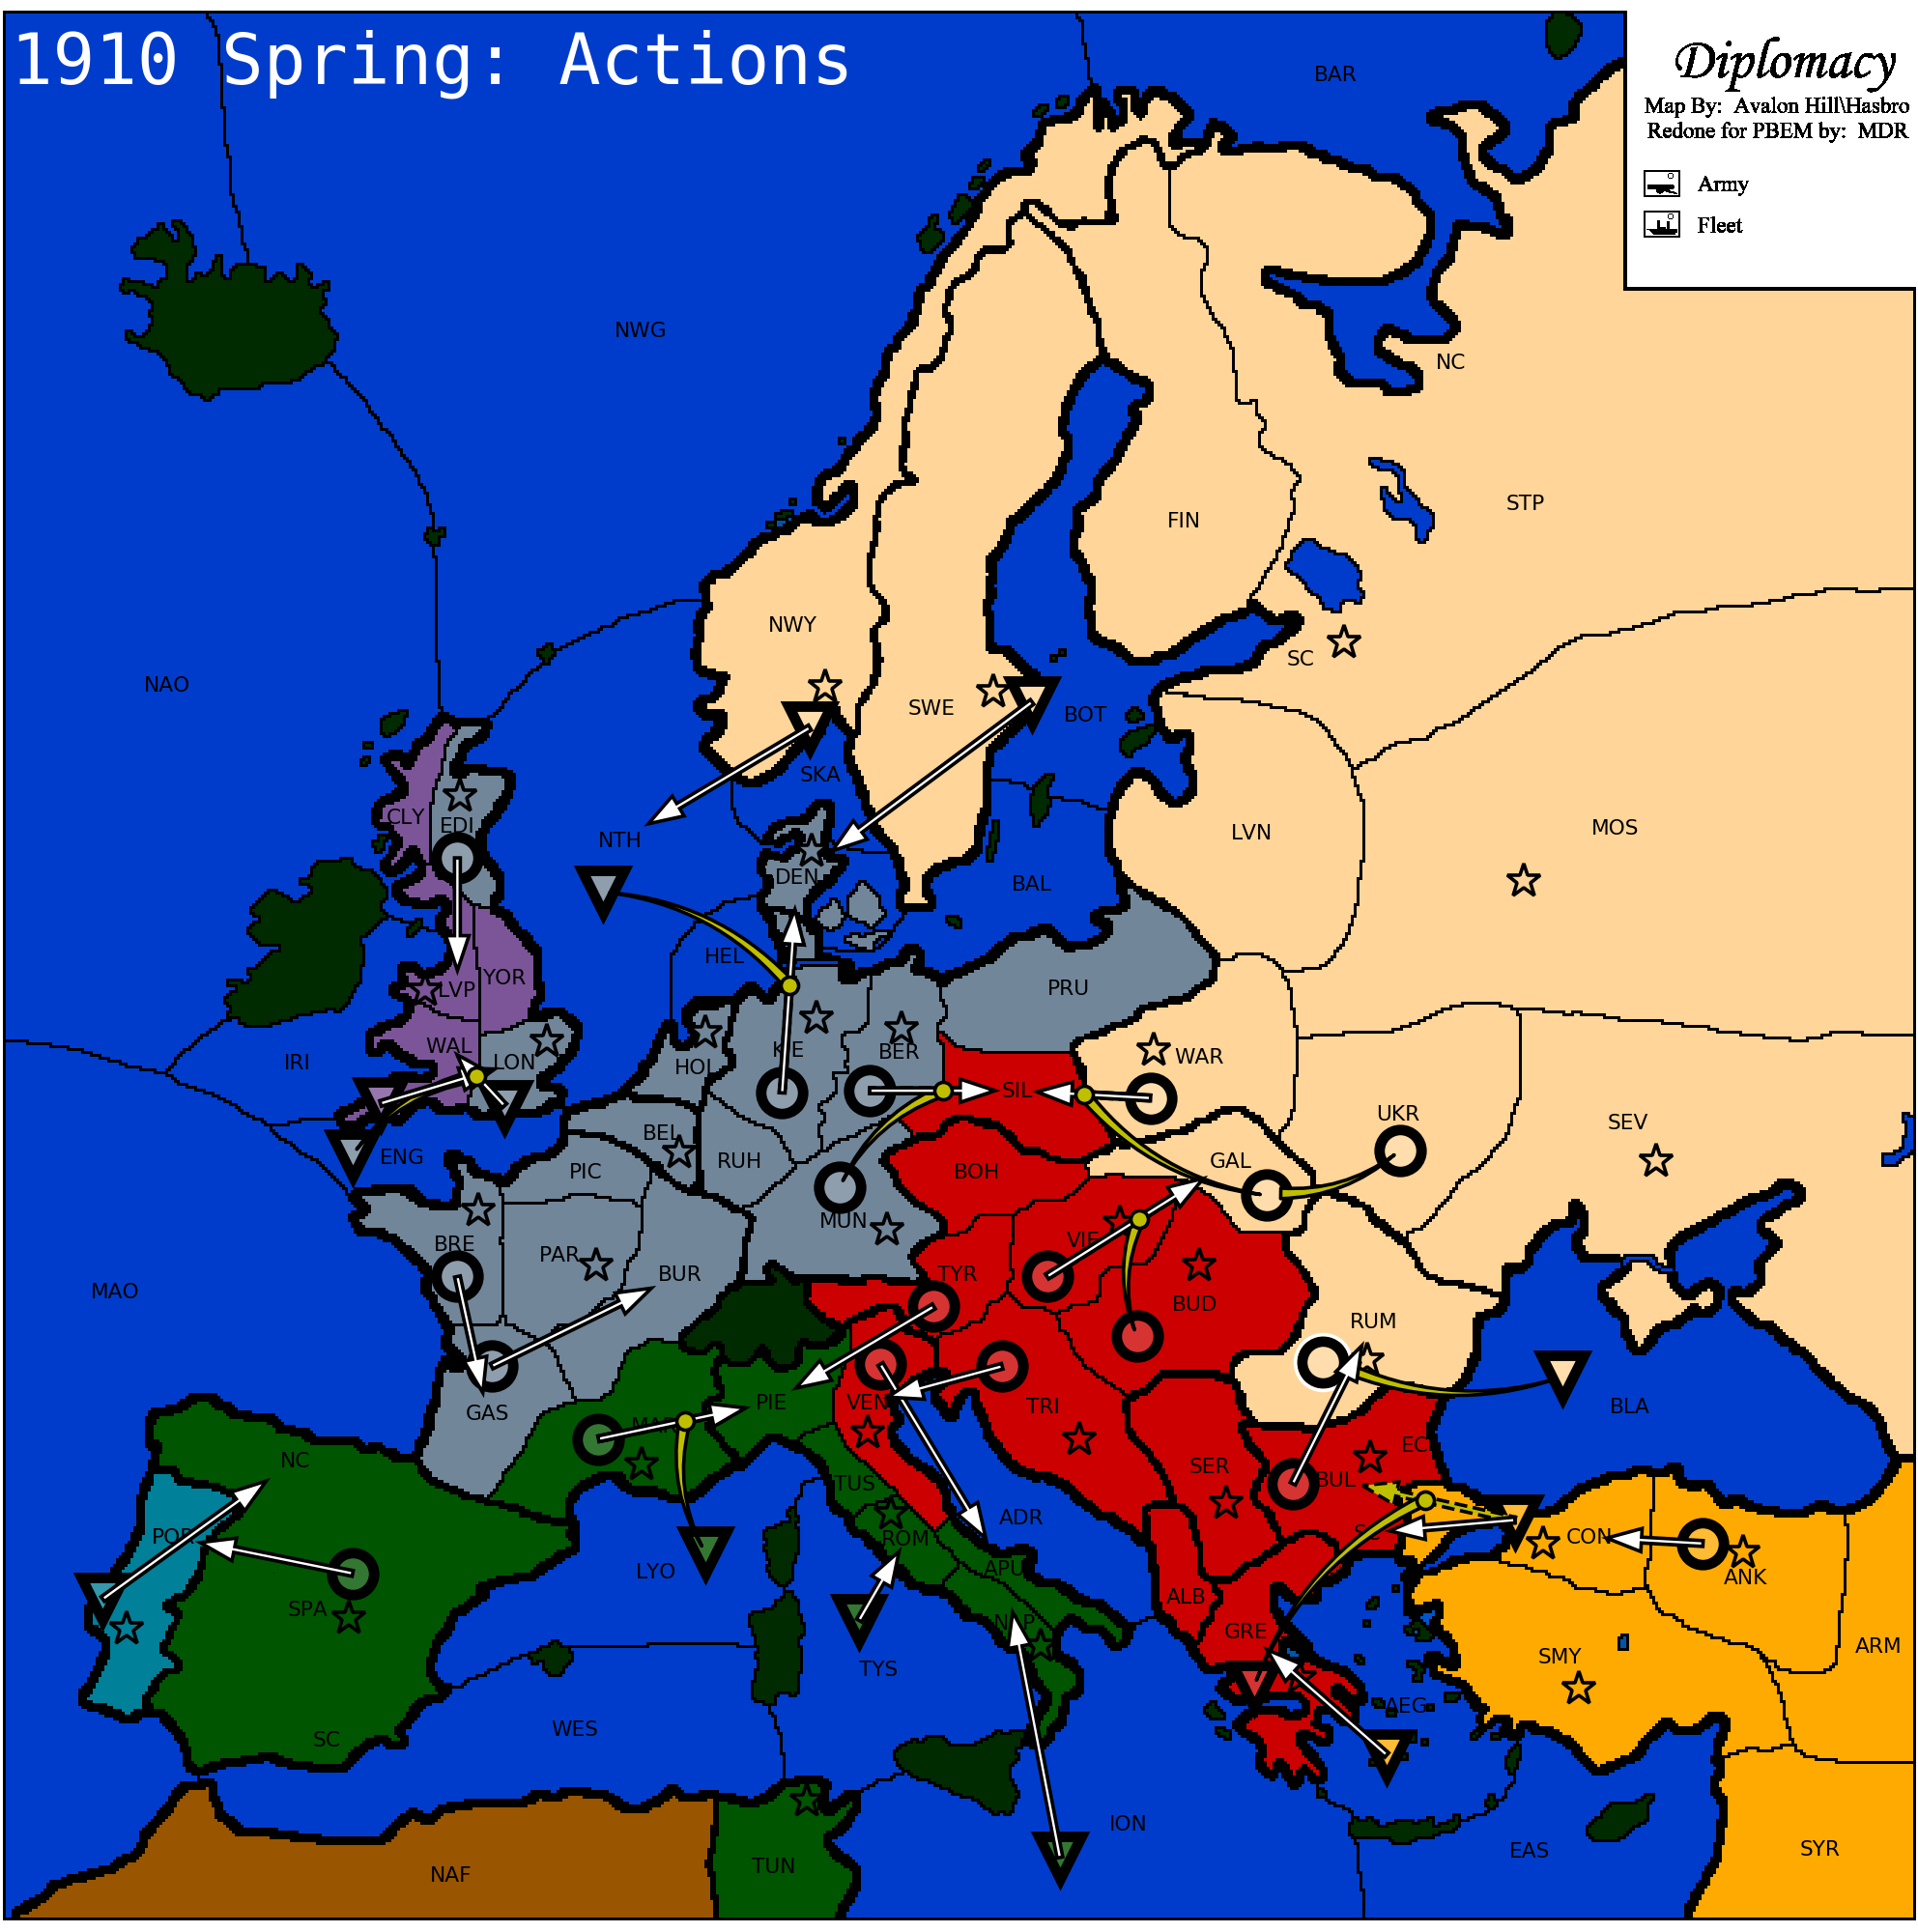 1910 Spring: Actions
Diplomacy
Map By: Avalon Hill\Hasbro
Redone for PBEM by: MDR
Army
Fleet
BAR
NWG
NC
STP
FIN
NWY
SC
NAO
SWE
BOT
SKA
CLY
EDI
NTH
LVN
MOS
DEN
BAL
HEL
YOR
LVP
PRU
WAL
LON
IRI
KIE
BER
HOL
WAR
SIL
UKR
SEV
BEL
ENG
PIC
RUH
BOH
GAL
MUN
BRE
PAR
VIE
BUR
TYR
MAO
BUD
RUM
PIE
VEN
TRI
BLA
GAS
MAR
NC
EC
SER
BUL
TUS
ADR
POR
SC
CON
ROM
LYO
APU
ANK
ALB
SPA
NAP
GRE
ARM
SMY
TYS
AEG
WES
SC
ION
EAS
SYR
TUN
NAF